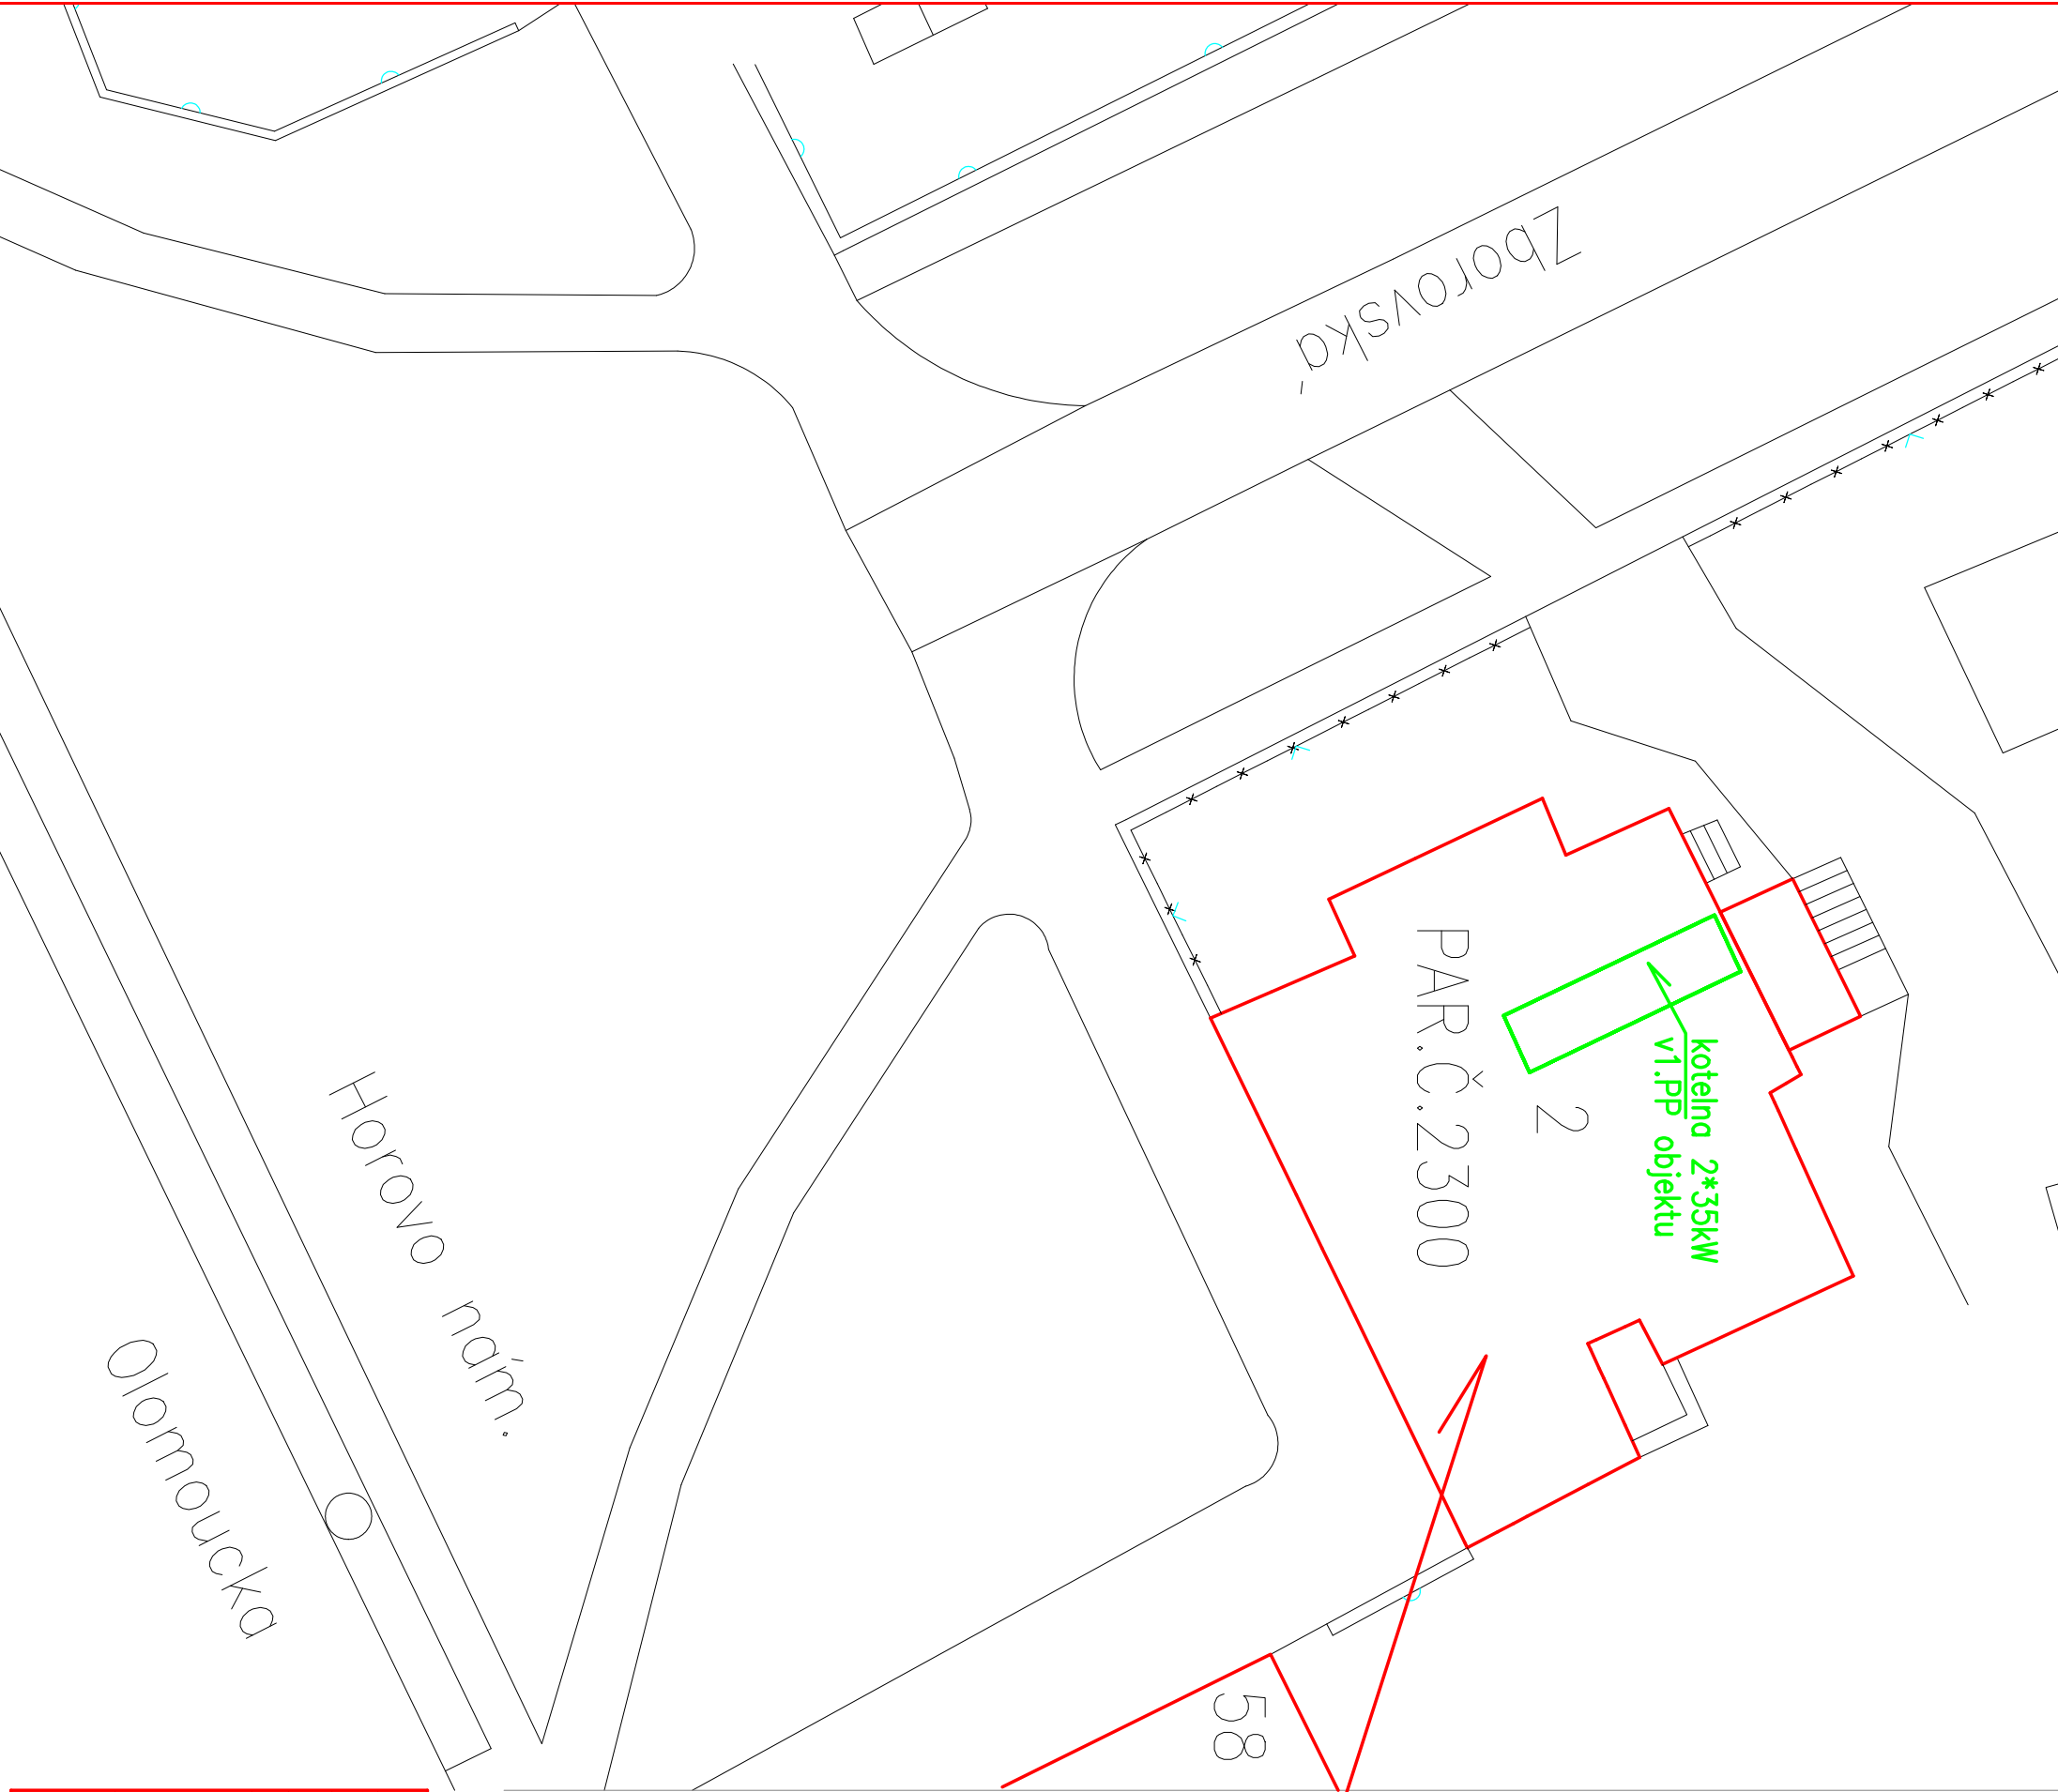 Zborovská
PAR.Č.2300
2
kotelna 2*35kW
v1.PP objektu
Horovo nám.
Olomoucka
58